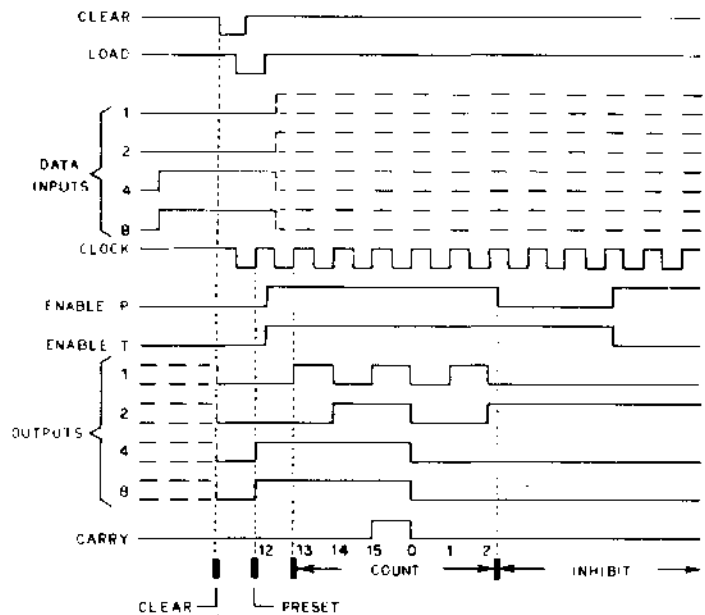 CLEAR
LOAD
1
2
DATA
INPUTS
4
8
CLOCK
ENABLE P
ENABLE T
1
2
OUTPUTS
4
8
CARRY
12 13 14 15 0 1 2
COUNT INHIBIT
CLEAR PRESET